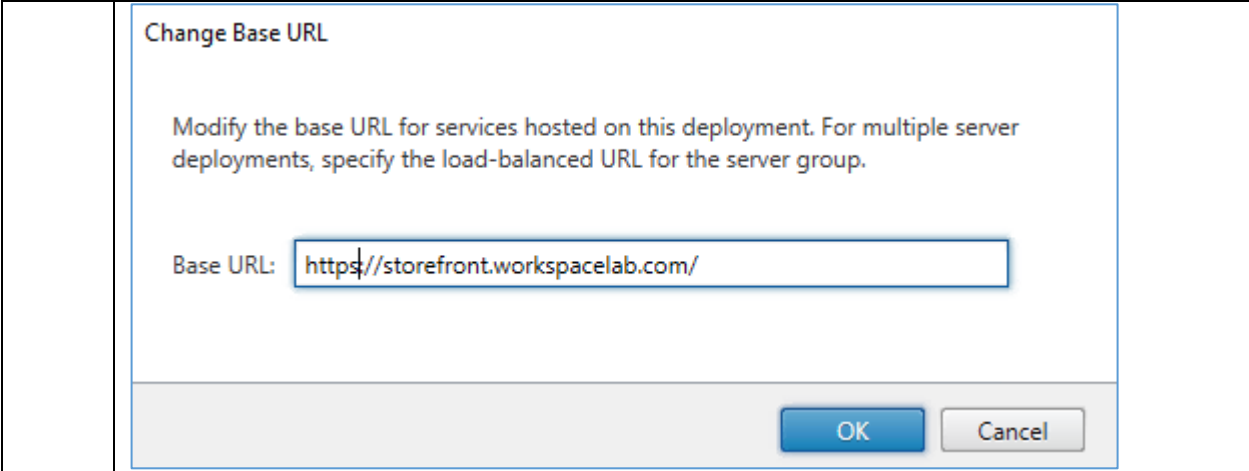 Change Base URL
Modify the base URL for services hosted on this deployment. For multiple server
deployments, specify the load-balanced URL for the server group.
Base URL: https://storefront.workspacelab.com/
OK Cancel